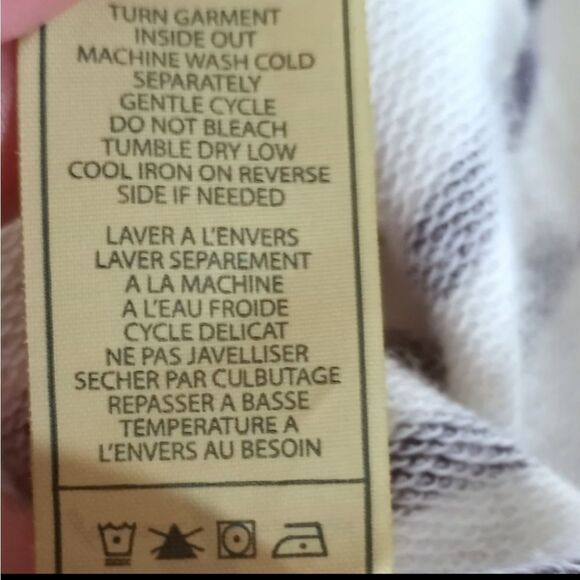 TURN GARMENT
INSIDE OUT
MACHINE WASH COLD
SEPARATELY
GENTLE CYCLE
DO NOT BLEACH
TUMBLE DRY LOW
COOL IRON ON REVERSE
SIDE IF NEEDED
LAVER A L'ENVERS
LAVER SEPAREMENT
A LA MACHINE
A L'EAU FROIDE
CYCLE DELICAT
NE PAS JAVELLISER
SECHER PAR CULBUTAGE
REPASSER A BASSE
TEMPERATURE A
L'ENVERS AU BESOIN